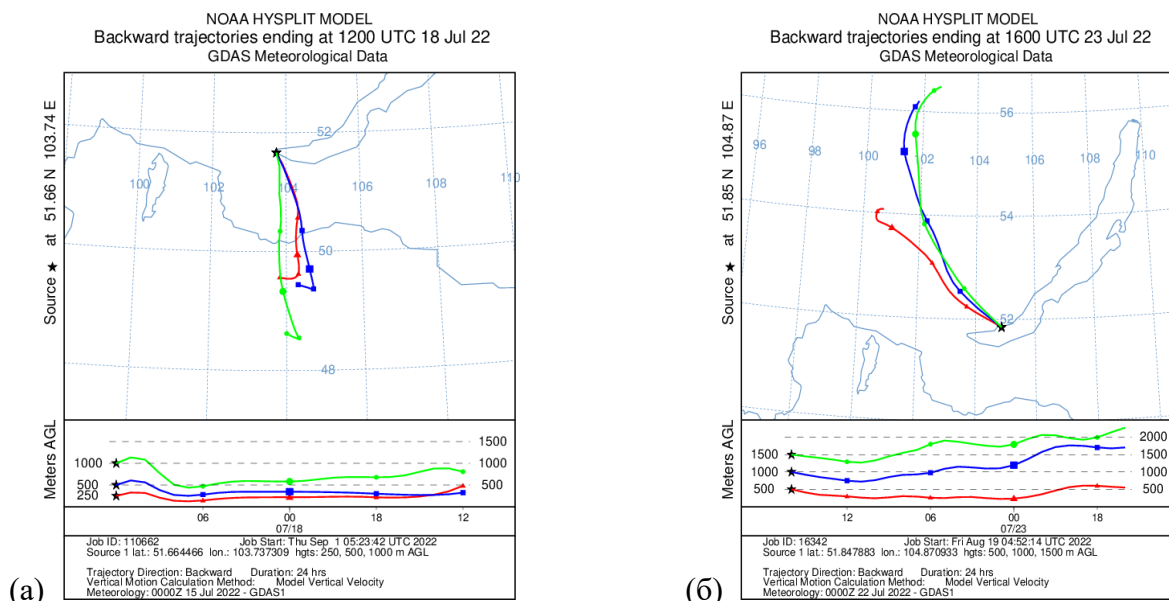 NOAA HYSPLIT MODEL
Backward trajectories ending at 1200 UTC 18 Jul 22
GDAS Meteorological Data
Source ★ at 51.66 N 103.74 E
52
100
104
106
108
110
50
48
Meters AGL
1500
1000
1000
500
500
250
06
00
18
12
07/18
Job ID: 110662 Job Start: Thu Sep 1 05:23:42 UTC 2022
Source 1 lat.: 51.664466 lon.: 103.737309 hgts: 250, 500, 1000 m AGL
Trajectory Direction: Backward Duration: 24 hrs
Vertical Motion Calculation Method: Model Vertical Velocity
Meteorology: 0000Z 15 Jul 2022 - GDAS1
(а)
NOAA HYSPLIT MODEL
Backward trajectories ending at 1600 UTC 23 Jul 22
GDAS Meteorological Data
Source ★ at 51.85 N 104.87 E
56
96
98
100
102
106
108
110
54
52
Meters AGL
2000
1500
1500
1000
1000
500
500
12
06
00
18
07/23
Job ID: 16342 Job Start: Fri Aug 19 04:52:14 UTC 2022
Source 1 lat.: 51.847883 lon.: 104.870933 hgts: 500, 1000, 1500 m AGL
Trajectory Direction: Backward Duration: 24 hrs
Vertical Motion Calculation Method: Model Vertical Velocity
Meteorology: 0000Z 22 Jul 2022 - GDAS1
(б)